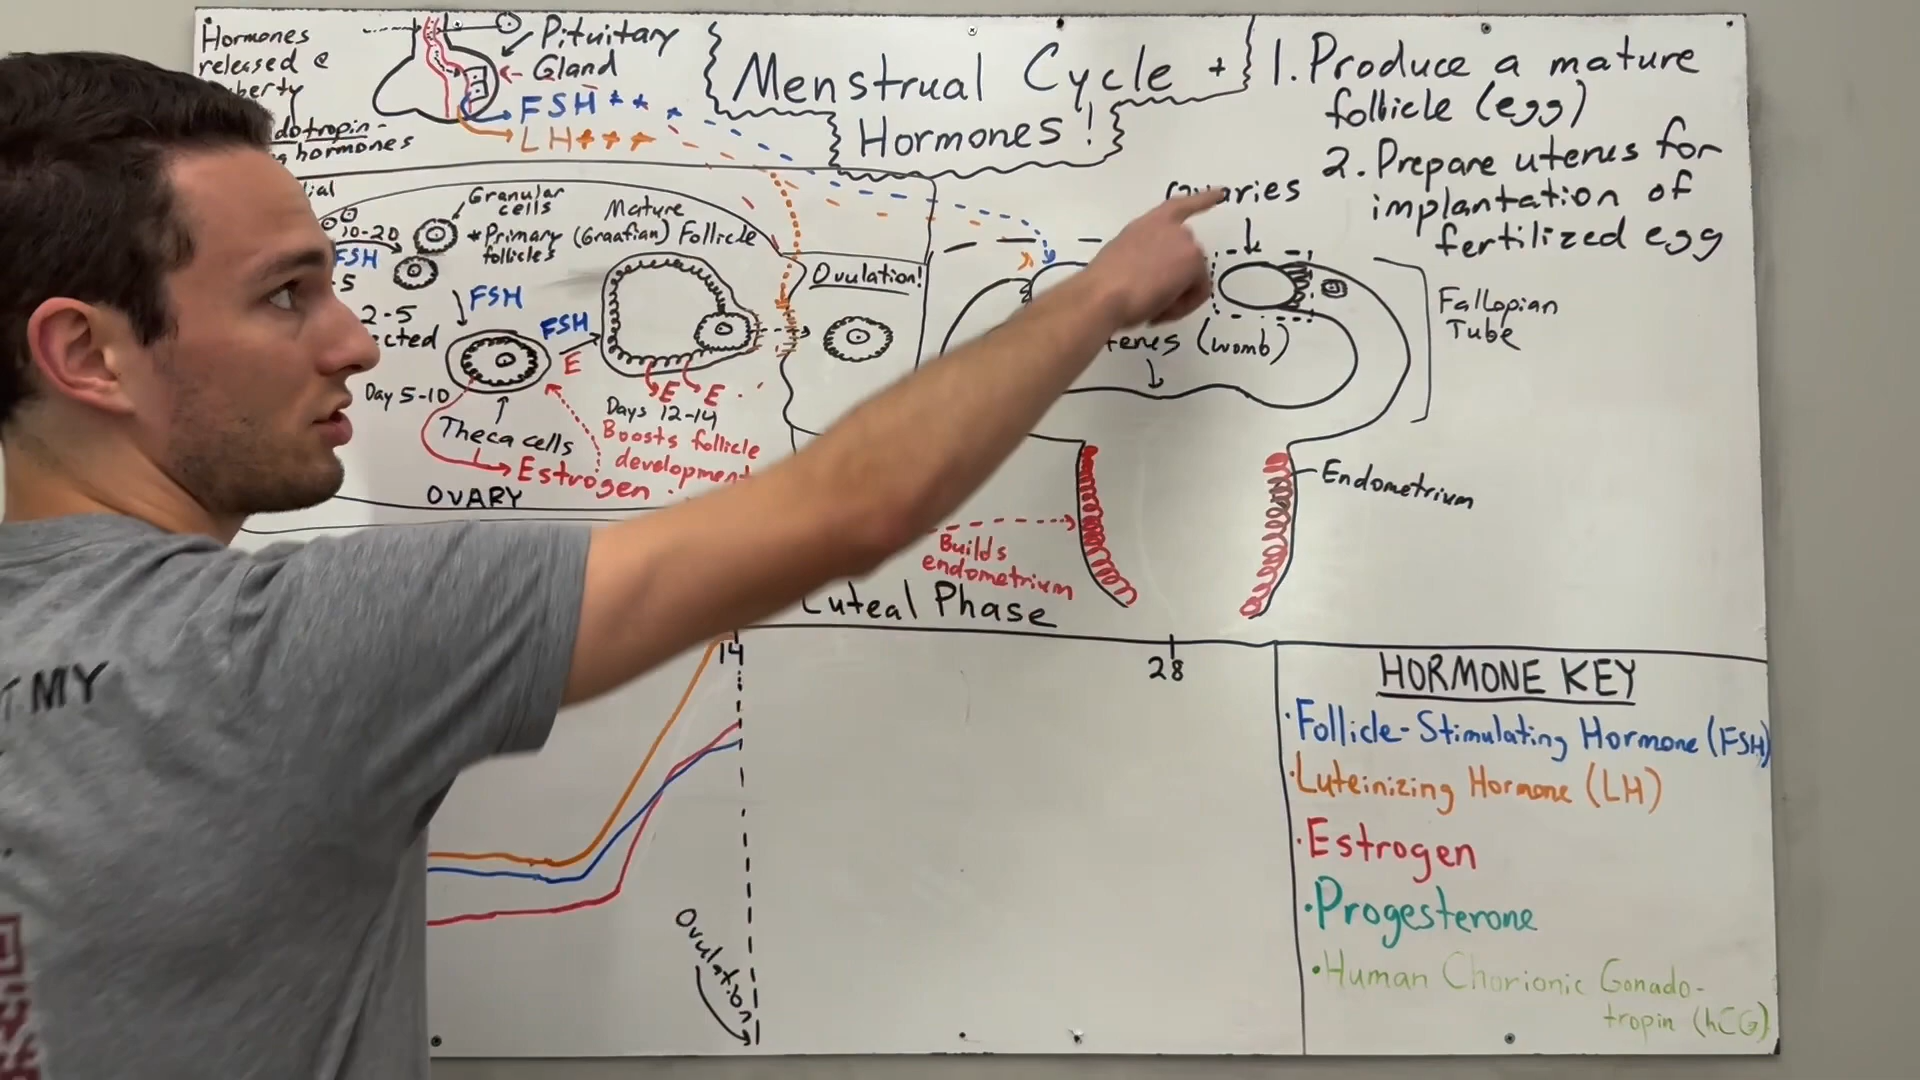 Hormones
released @
Pituitary
Gland
FSH
LH
hormones
Menstrual Cycle +
Hormones!
1. Produce a mature
follicle (egg)
2. Prepare uterus for
implantation of
fertilized egg
Granular
cells
10-20
FSH
*Primary
follicles
Mature
(Graafian) Follicle
2-5
FSH
FSH
E
E
E
Day 5-10
Theca cells
Estrogen
Days 12-14
Boosts follicle
development
OVARY
Ovulation!
Ovaries
(womb)
Fallopian
Tube
Endometrium
Builds
endometrium
Luteal Phase
14
28
Ovulation
HORMONE KEY
·Follicle-Stimulating Hormone (FSH)
·Luteinizing Hormone (LH)
·Estrogen
·Progesterone
·Human Chorionic Gonado-
tropin (hCG)
MY